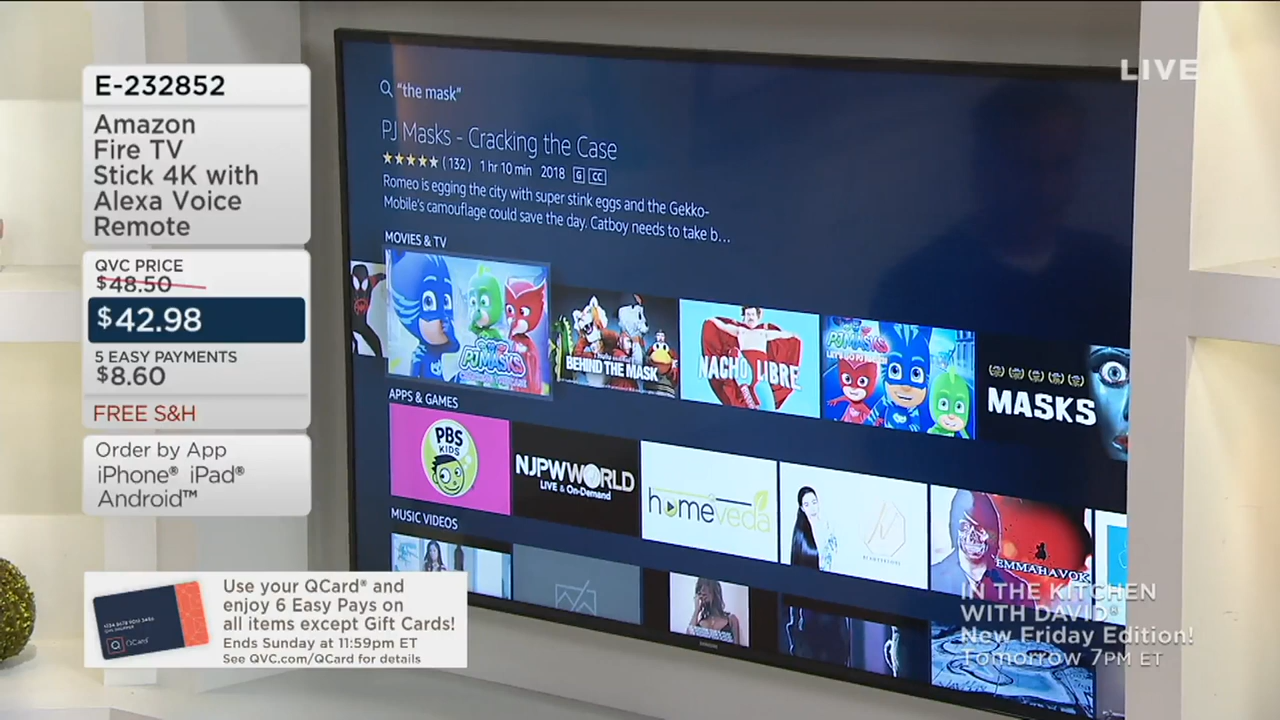 LIVE
E-232852
Amazon
Fire TV
Stick 4K with
Alexa Voice
Remote
QVC PRICE
$48.50
$42.98
5 EASY PAYMENTS
$8.60
FREE S&H
Order by App
iPhone® iPad®
Android™
Use your QCard® and
enjoy 6 Easy Pays on
all items except Gift Cards!
Ends Sunday at 11:59pm ET
See QVC.com/QCard for details
QCard
"the mask"
PJ Masks - Cracking the Case
(132) 1 hr 10 min 2018 G CC
Romeo is egging the city with super stink eggs and the Gekko-
Mobile's camouflage could save the day. Catboy needs to take b...
MOVIES & TV
PJ MASKS
BEHIND THE MASK
NACHO LIBRE
PJ MASKS
MASKS
APPS & GAMES
PBS
KIDS
NJPW WORLD
LIVE & On-Demand
homeveda
EMMAHAVOK
MUSIC VIDEOS
SAMSUNG
IN THE KITCHEN
WITH DAVID®
New Friday Edition!
Tomorrow 7PM ET